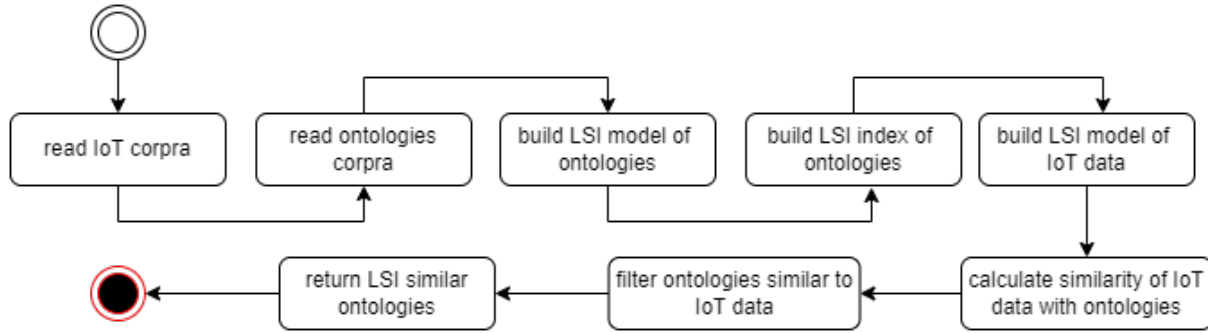 read IoT corpra
read ontologies
corpra
build LSI model of
ontologies
build LSI index of
ontologies
build LSI model of
IoT data
calculate similarity of IoT
data with ontologies
filter ontologies similar to
IoT data
return LSI similar
ontologies